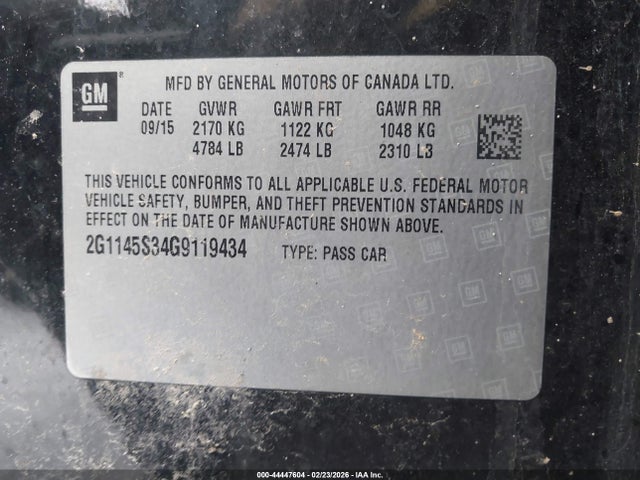 GM ®
MFD BY GENERAL MOTORS OF CANADA LTD.
DATE GVWR GAWR FRT GAWR RR
09/15 2170 KG 1122 KG 1048 KG
4784 LB 2474 LB 2310 LB
THIS VEHICLE CONFORMS TO ALL APPLICABLE U.S. FEDERAL MOTOR
VEHICLE SAFETY, BUMPER, AND THEFT PREVENTION STANDARDS IN
EFFECT ON THE DATE OF MANUFACTURE SHOWN ABOVE.
2G1145S34G9119434 TYPE: PASS CAR
000-44447604 - 02/23/2026 - IAA Inc.